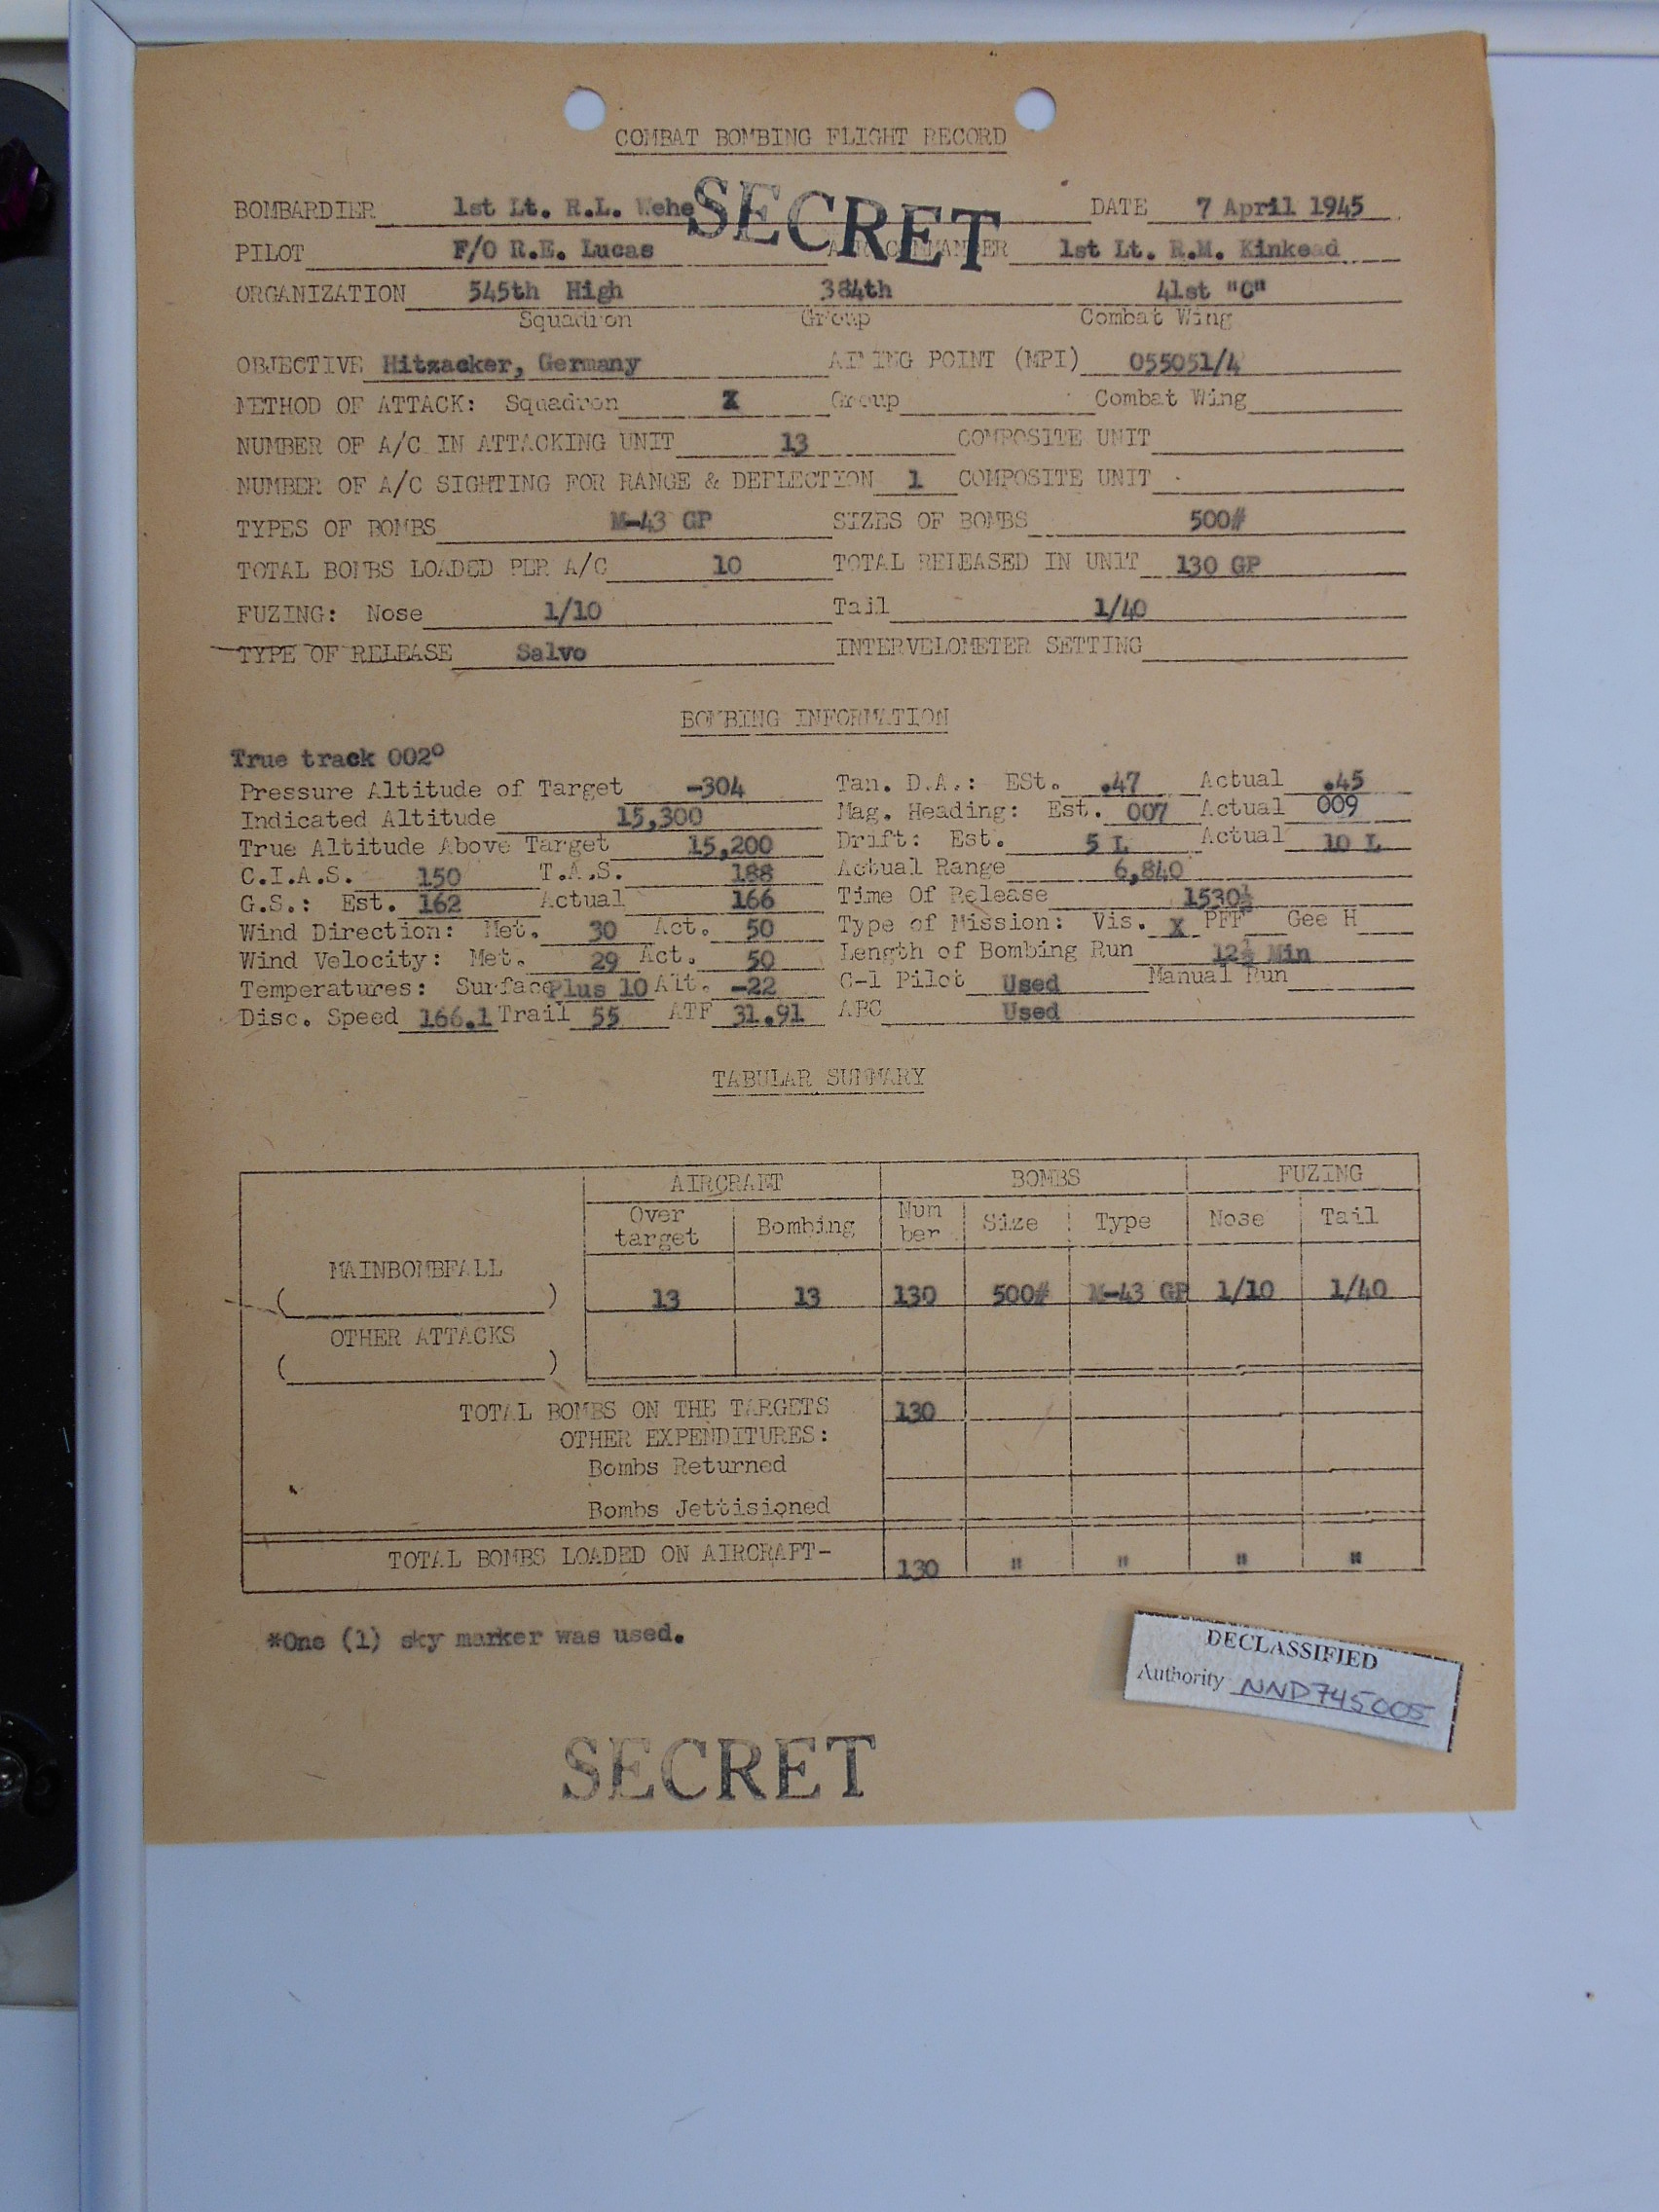 COMBAT BOMBING FLIGHT RECORD
SECRET
BOMBARDIER 1st Lt. R.L. Wehe DATE 7 April 1945
PILOT F/O R.E. Lucas AIR COMMANDER 1st Lt. R.M. Kinkead
ORGANIZATION 545th High 384th 41st "C"
Squadron Group Combat Wing
OBJECTIVE Hitzacker, Germany AIMING POINT (MPI) 055051/4
METHOD OF ATTACK: Squadron X Group Combat Wing
NUMBER OF A/C IN ATTACKING UNIT 13 COMPOSITE UNIT
NUMBER OF A/C SIGHTING FOR RANGE & DEFLECTION 1 COMPOSITE UNIT
TYPES OF BOMBS M-43 GP SIZES OF BOMBS 500#
TOTAL BOMBS LOADED PER A/C 10 TOTAL RELEASED IN UNIT 130 GP
FUZING: Nose 1/10 Tail 1/40
TYPE OF RELEASE Salvo INTERVELOMETER SETTING
BOMBING INFORMATION
True track 002°
Pressure Altitude of Target -304 Tan. D.A.: ESt. .47 Actual .45
Indicated Altitude 15,300 Mag. Heading: Est. 007 Actual 009
True Altitude Above Target 15,200 Drift: Est. 5 L Actual 10 L
C.I.A.S. 150 T.A.S. 188 Actual Range 6,840
G.S.: Est. 162 Actual 166 Time Of Release 1530½
Wind Direction: Met. 30 Act. 50 Type of Mission: Vis. X PFF Gee H
Wind Velocity: Met. 29 Act. 50 Length of Bombing Run 12½ Min
Temperatures: Surface Plus 10 Alt. -22 C-1 Pilot Used Manual Run
Disc. Speed 166.1 Trail 55 ATF 31.91 ABC Used
TABULAR SUMMARY
AIRCRAFT BOMBS FUZING
Over target Bombing Num ber Size Type Nose Tail
MAINBOMBFALL
( ) 13 13 130 500# M-43 GP 1/10 1/40
OTHER ATTACKS
( )
TOTAL BOMBS ON THE TARGETS 130
OTHER EXPENDITURES:
Bombs Returned
Bombs Jettisioned
TOTAL BOMBS LOADED ON AIRCRAFT- 130 " " " "
*One (1) sky marker was used.
DECLASSIFIED
Authority NND745005
SECRET